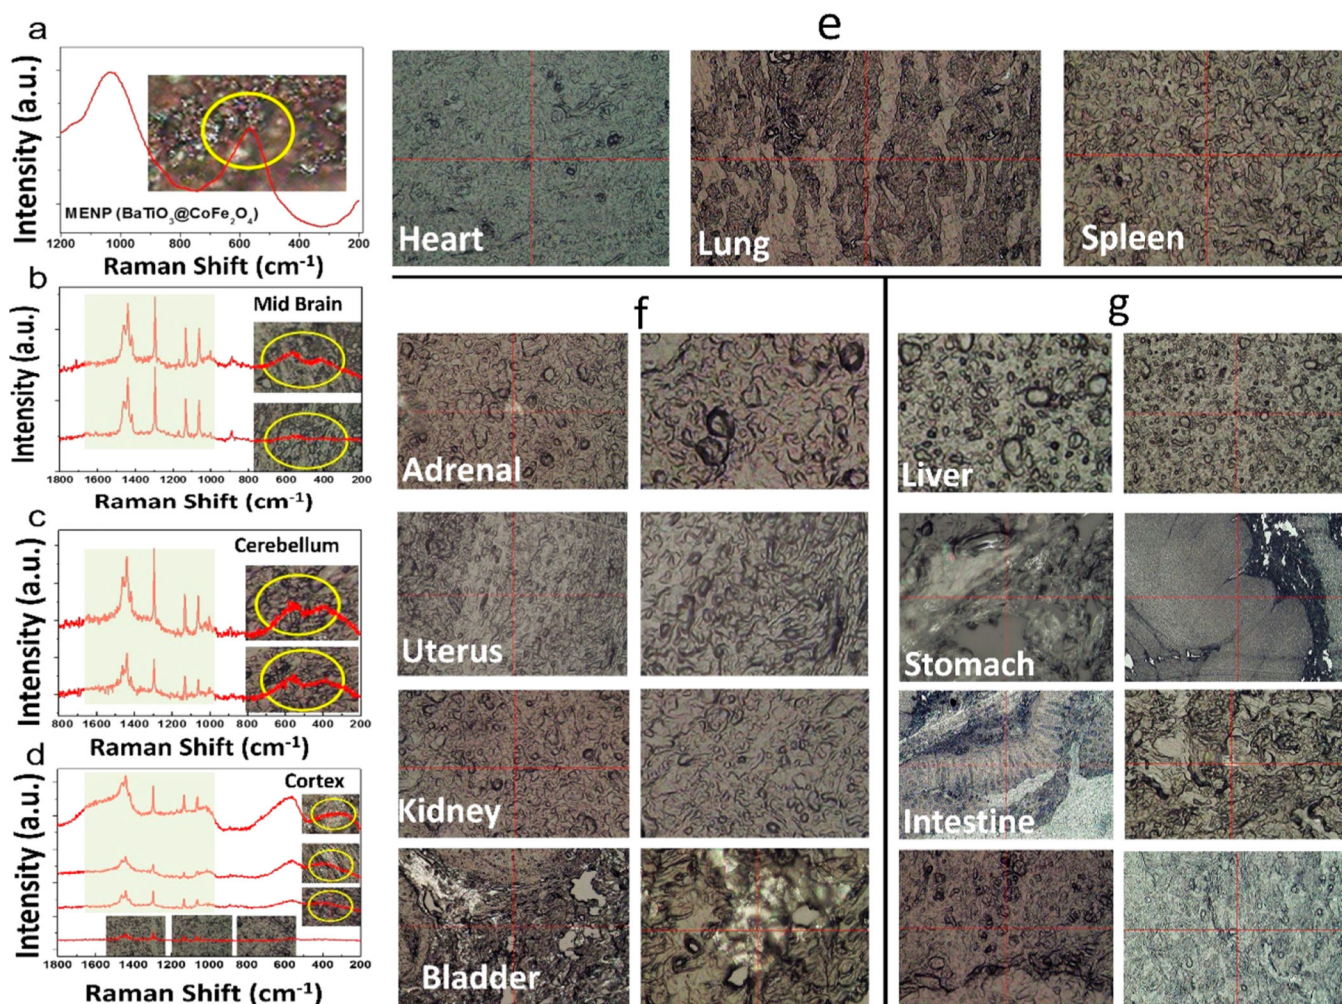 a
Intensity (a.u.)
MENP (BaTiO₃@CoFe₂O₄)
1200 1000 800 600 400 200
Raman Shift (cm⁻¹)
b
Intensity (a.u.)
Mid Brain
1800 1600 1400 1200 1000 800 600 400 200
Raman Shift (cm⁻¹)
c
Intensity (a.u.)
Cerebellum
1800 1600 1400 1200 1000 800 600 400 200
Raman Shift (cm⁻¹)
d
Intensity (a.u.)
Cortex
1800 1600 1400 1200 1000 800 600 400 200
Raman Shift (cm⁻¹)
e
Heart
Lung
Spleen
f
Adrenal
Uterus
Kidney
Bladder
g
Liver
Stomach
Intestine